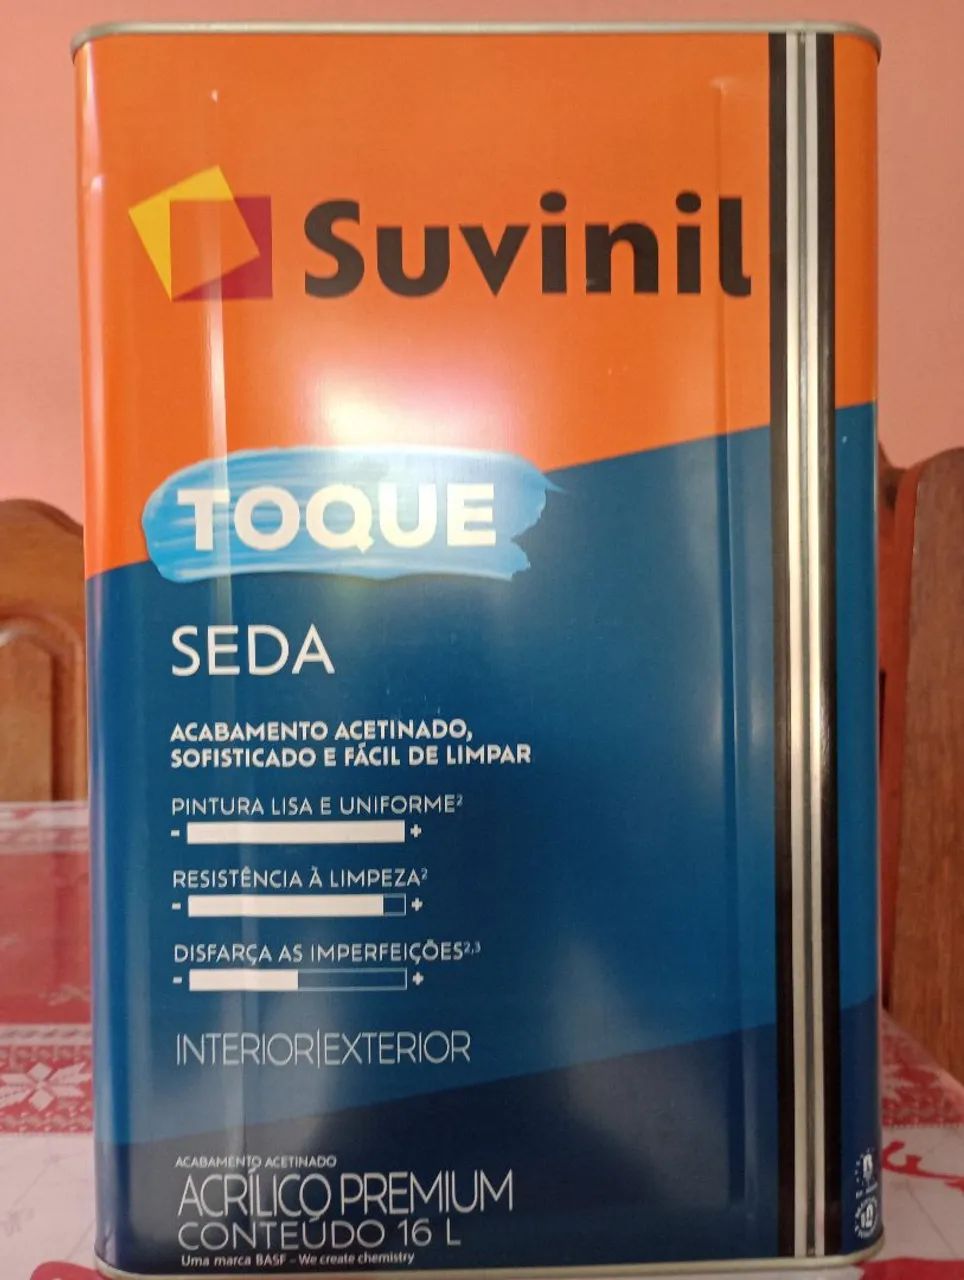 Suvinil
TOQUE
SEDA
ACABAMENTO ACETINADO,
SOFISTICADO E FÁCIL DE LIMPAR
PINTURA LISA E UNIFORME²
- +
RESISTÊNCIA À LIMPEZA²
- +
DISFARÇA AS IMPERFEIÇÕES²,³
- +
INTERIOR|EXTERIOR
ACABAMENTO ACETINADO
ACRÍLICO PREMIUM
CONTEÚDO 16 L
Uma marca BASF - We create chemistry